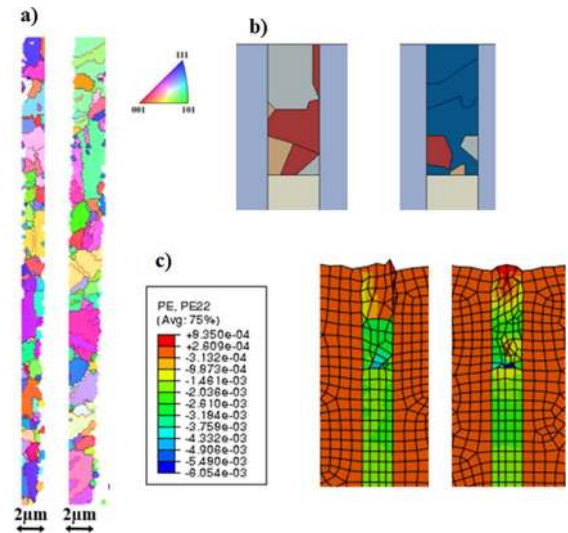 a)
b)
111
001
101
c)
PE, PE22
(Avg: 75%)
+9.350e-04
+2.609e-04
-3.132e-04
-8.873e-04
-1.461e-03
-2.036e-03
-2.610e-03
-3.184e-03
-3.759e-03
-4.332e-03
-4.906e-03
-5.480e-03
-6.054e-03
2µm
2µm